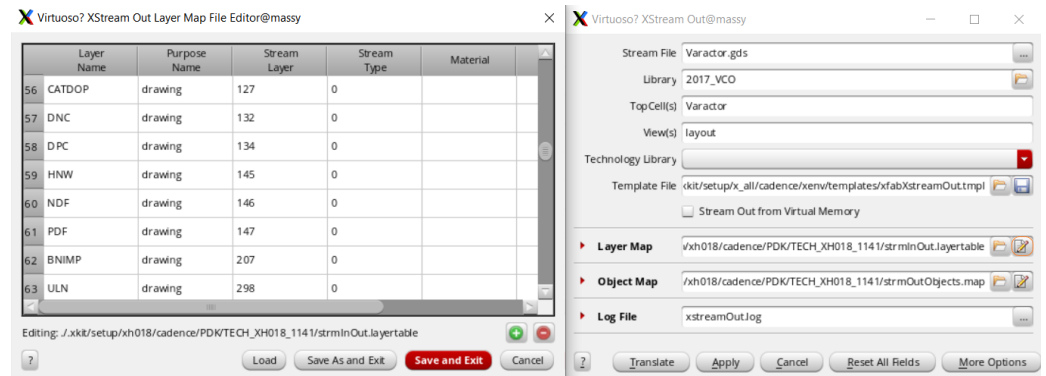 Virtuoso? XStream Out Layer Map File Editor@massy
Layer Name Purpose Name Stream Layer Stream Type Material
56 CATDOP drawing 127 0
57 DNC drawing 132 0
58 DPC drawing 134 0
59 HNW drawing 145 0
60 NDF drawing 146 0
61 PDF drawing 147 0
62 BNIMP drawing 207 0
63 ULN drawing 298 0
Editing: ./.xkit/setup/xh018/cadence/PDK/TECH_XH018_1141/strmInOut.layertable
? Load Save As and Exit Save and Exit Cancel
Virtuoso? XStream Out@massy
Stream File Varactor.gds ...
Library 2017_VCO
TopCell(s) Varactor
View(s) layout
Technology Library
Template File kit/setup/x_all/cadence/xenv/templates/xfabXstreamOut.tmpl
Stream Out from Virtual Memory
Layer Map /xh018/cadence/PDK/TECH_XH018_1141/strmInOut.layertable
Object Map /xh018/cadence/PDK/TECH_XH018_1141/strmOutObjects.map
Log File xstreamOut.log ...
? Translate Apply Cancel Reset All Fields More Options